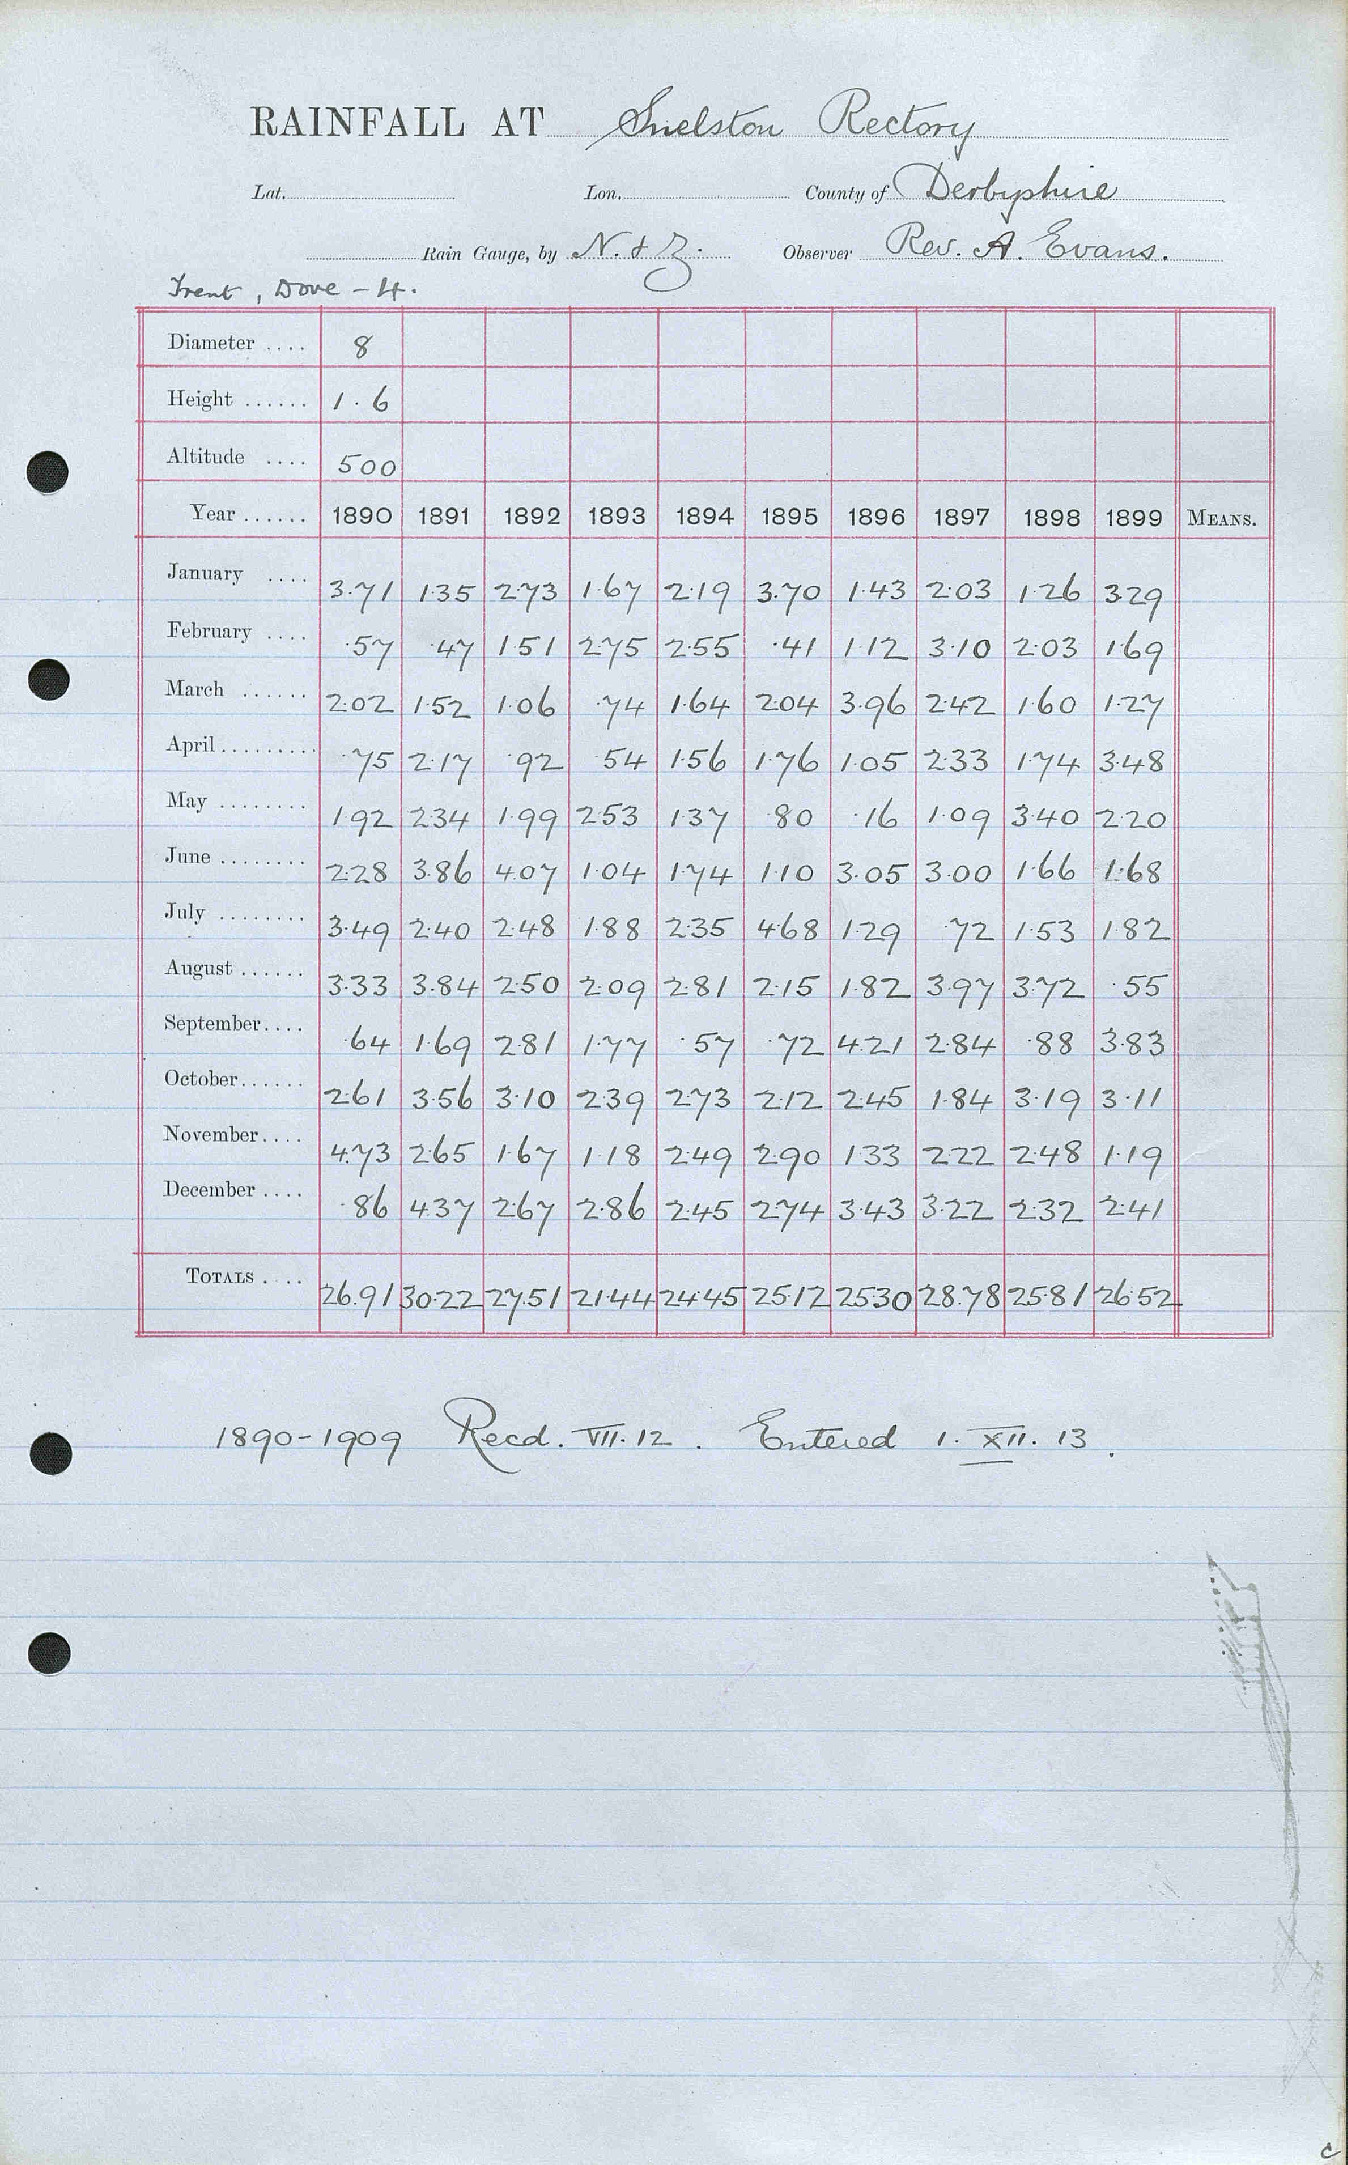 RAINFALL AT Snelston Rectory
Lat. Lon. County of Derbyshire
Rain Gauge, by N. & Z. Observer Rev. A. Evans.
Trent, Dove - 4.
Diameter .... 8
Height ...... 1.6
Altitude .... 500
Year ...... 1890 1891 1892 1893 1894 1895 1896 1897 1898 1899 MEANS.
January .... 3.71 1.35 2.73 1.67 2.19 3.70 1.43 2.03 1.26 3.29
February .... .57 .47 1.51 2.75 2.55 .41 1.12 3.10 2.03 1.69
March ...... 2.02 1.52 1.06 .74 1.64 2.04 3.96 2.42 1.60 1.27
April ......... .75 2.17 .92 .54 1.56 1.76 1.05 2.33 1.74 3.48
May ........ 1.92 2.34 1.99 2.53 1.37 .80 .16 1.09 3.40 2.20
June ........ 2.28 3.86 4.07 1.04 1.74 1.10 3.05 3.00 1.66 1.68
July ........ 3.49 2.40 2.48 1.88 2.35 4.68 1.29 .72 1.53 1.82
August ...... 3.33 3.84 2.50 2.09 2.81 2.15 1.82 3.97 3.72 .55
September .... .64 1.69 2.81 1.77 .57 .72 4.21 2.84 .88 3.83
October ...... 2.61 3.56 3.10 2.39 2.73 2.12 2.45 1.84 3.19 3.11
November .... 4.73 2.65 1.67 1.18 2.49 2.90 1.33 2.22 2.48 1.19
December .... .86 4.37 2.67 2.86 2.45 2.74 3.43 3.22 2.32 2.41
TOTALS .... 26.91 30.22 27.51 21.44 24.45 25.12 25.30 28.78 25.81 26.52
1890-1909 Recd. VII.12. Entered 1. XII. 13.
c